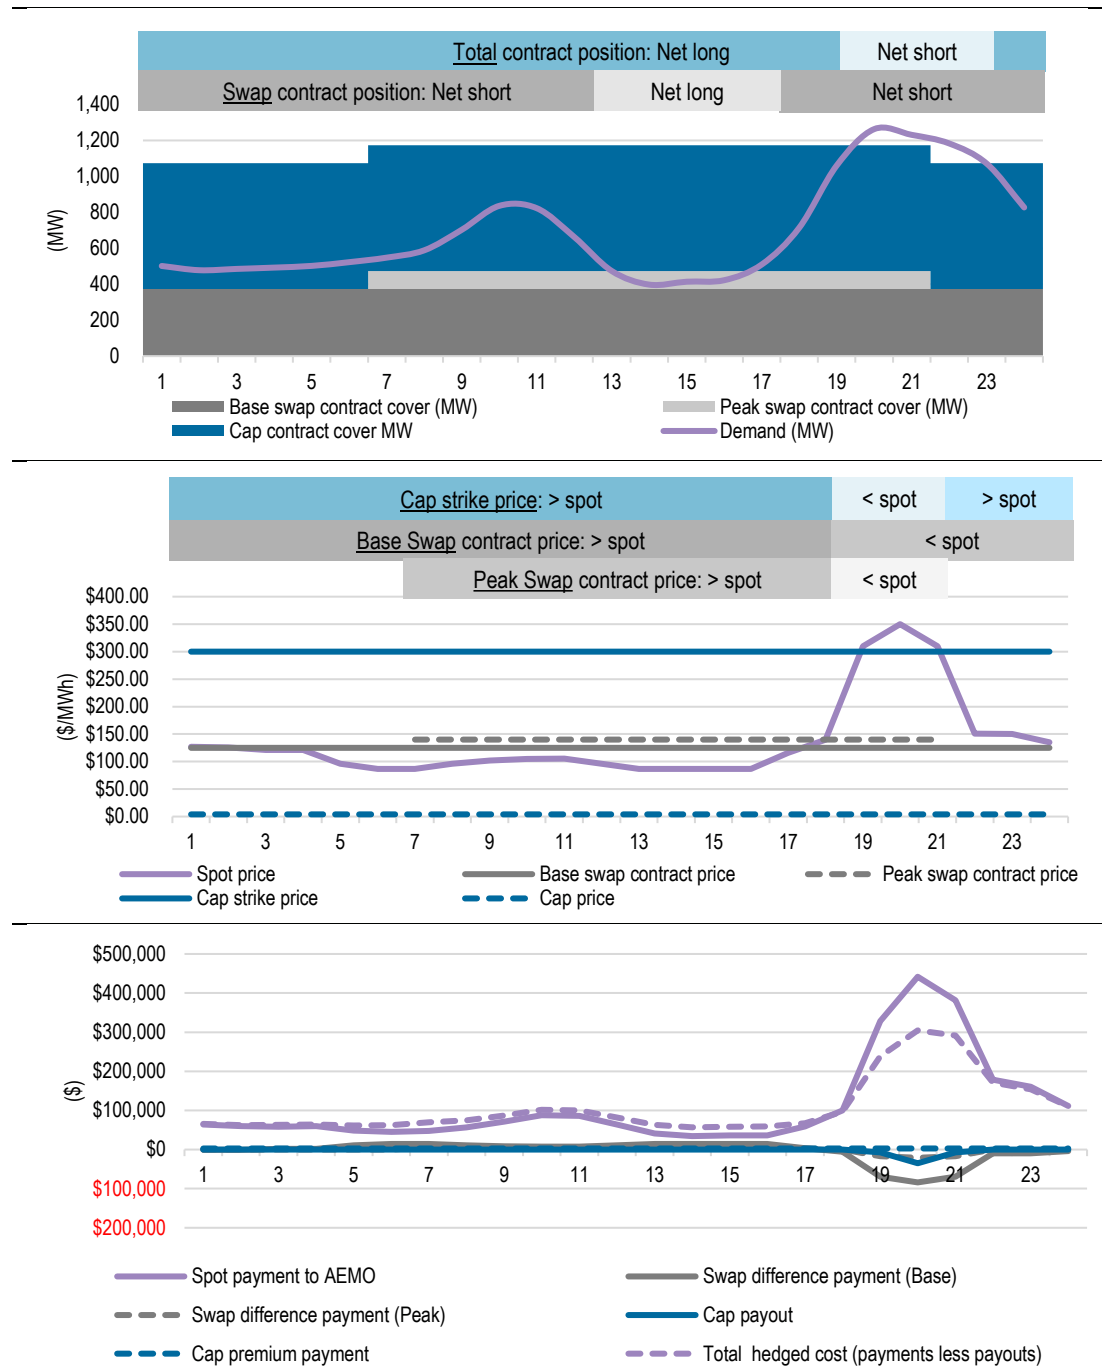 Total contract position: Net long
Net short
Swap contract position: Net short
Net long
Net short
1,400
1,200
1,000
800
600
400
200
0
(MW)
1 3 5 7 9 11 13 15 17 19 21 23
Base swap contract cover (MW)
Peak swap contract cover (MW)
Cap contract cover MW
Demand (MW)
Cap strike price: > spot
< spot
> spot
Base Swap contract price: > spot
< spot
Peak Swap contract price: > spot
< spot
$400.00
$350.00
$300.00
$250.00
$200.00
$150.00
$100.00
$50.00
$0.00
($/MWh)
1 3 5 7 9 11 13 15 17 19 21 23
Spot price
Base swap contract price
Peak swap contract price
Cap strike price
Cap price
$500,000
$400,000
$300,000
$200,000
$100,000
$0
$100,000
$200,000
($)
1 3 5 7 9 11 13 15 17 19 21 23
Spot payment to AEMO
Swap difference payment (Base)
Swap difference payment (Peak)
Cap payout
Cap premium payment
Total hedged cost (payments less payouts)